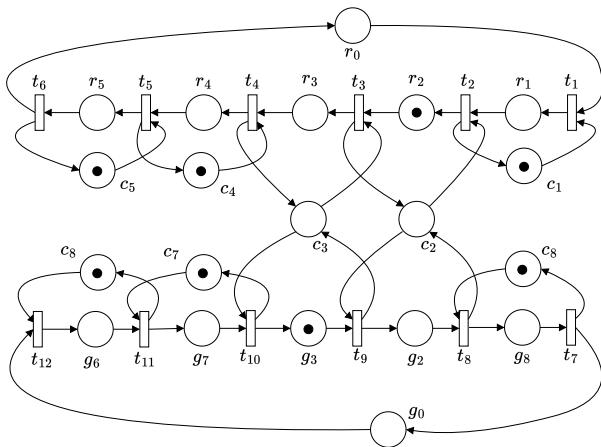 r₀
t₆ r₅ t₅ r₄ t₄ r₃ t₃ r₂ t₂ r₁ t₁
c₅ c₄ c₁
c₃ c₂
c₈ c₇ c₈
t₁₂ g₆ t₁₁ g₇ t₁₀ g₃ t₉ g₂ t₈ g₈ t₇
g₀